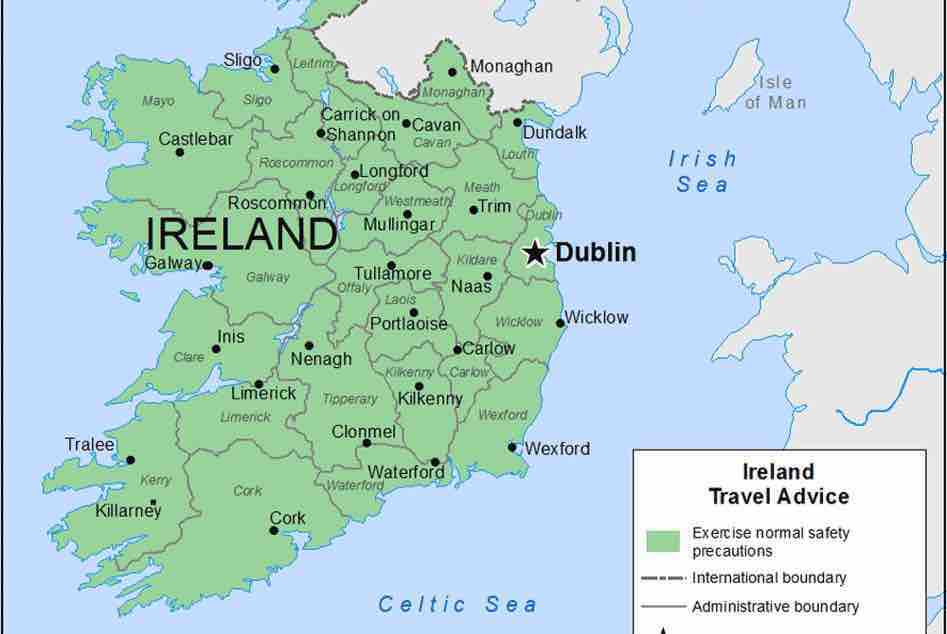 Sligo
Leitrim
Monaghan
Monaghan
Isle
of Man
Mayo
Sligo
Carrick on
Shannon
Cavan
Cavan
Dundalk
Castlebar
Irish
Sea
Roscommon
Longford
Longford
Louth
Meath
Roscommon
Westmeath
Trim
Mullingar
Dublin
IRELAND
Dublin
Galway
Galway
Tullamore
Offaly
Kildare
Naas
Laois
Portlaoise
Wicklow
Wicklow
Inis
Clare
Nenagh
Carlow
Carlow
Kilkenny
Kilkenny
Limerick
Limerick
Tipperary
Wexford
Clonmel
Tralee
Wexford
Waterford
Waterford
Kerry
Killarney
Cork
Cork
Celtic Sea
Ireland
Travel Advice
Exercise normal safety
precautions
International boundary
Administrative boundary